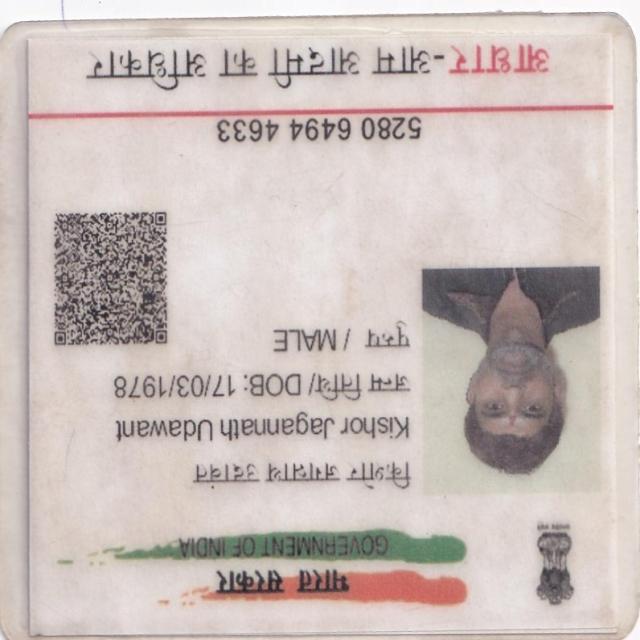 भारत सरकार
GOVERNMENT OF INDIA
किशोर जगन्नाथ उदावंत
Kishor Jagannath Udawant
जन्म तिथि/ DOB: 17/03/1978
पुरुष / MALE
5280 6494 4633
आधार-आम आदमी का अधिकार